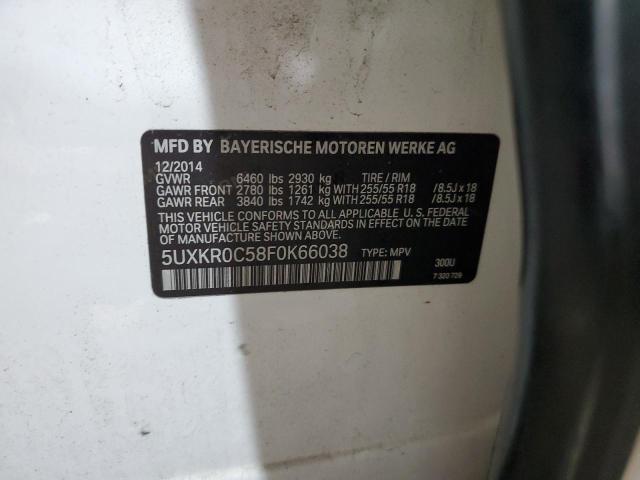 MFD BY BAYERISCHE MOTOREN WERKE AG
12/2014
GVWR 6460 lbs 2930 kg TIRE / RIM
GAWR FRONT 2780 lbs 1261 kg WITH 255/55 R18 /8.5J x 18
GAWR REAR 3840 lbs 1742 kg WITH 255/55 R18 /8.5J x 18
THIS VEHICLE CONFORMS TO ALL APPLICABLE U. S. FEDERAL
MOTOR VEHICLE SAFETY STANDARDS IN EFFECT ON THE DATE
OF MANUFACTURE SHOWN ABOVE.
5UXKR0C58F0K66038 TYPE: MPV 300U
7 320 729